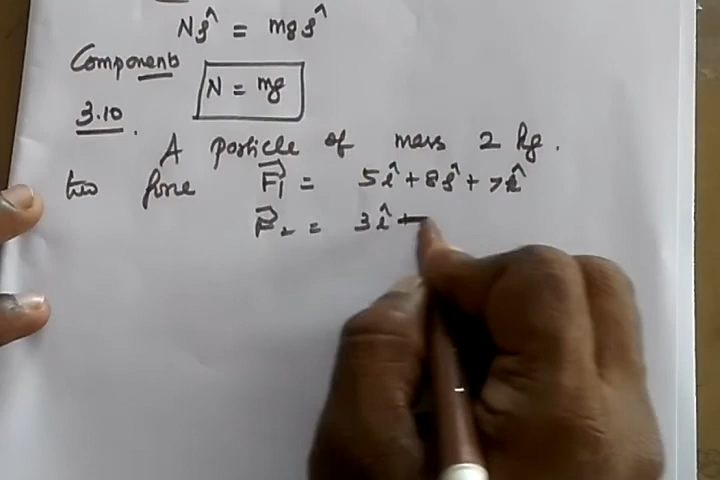 Nĵ = mgĵ
Components
N = mg
3.10.
A particle of mass 2 kg.
two force F⃗₁ = 5î + 8ĵ + 7k̂
F⃗₂ = 3î +